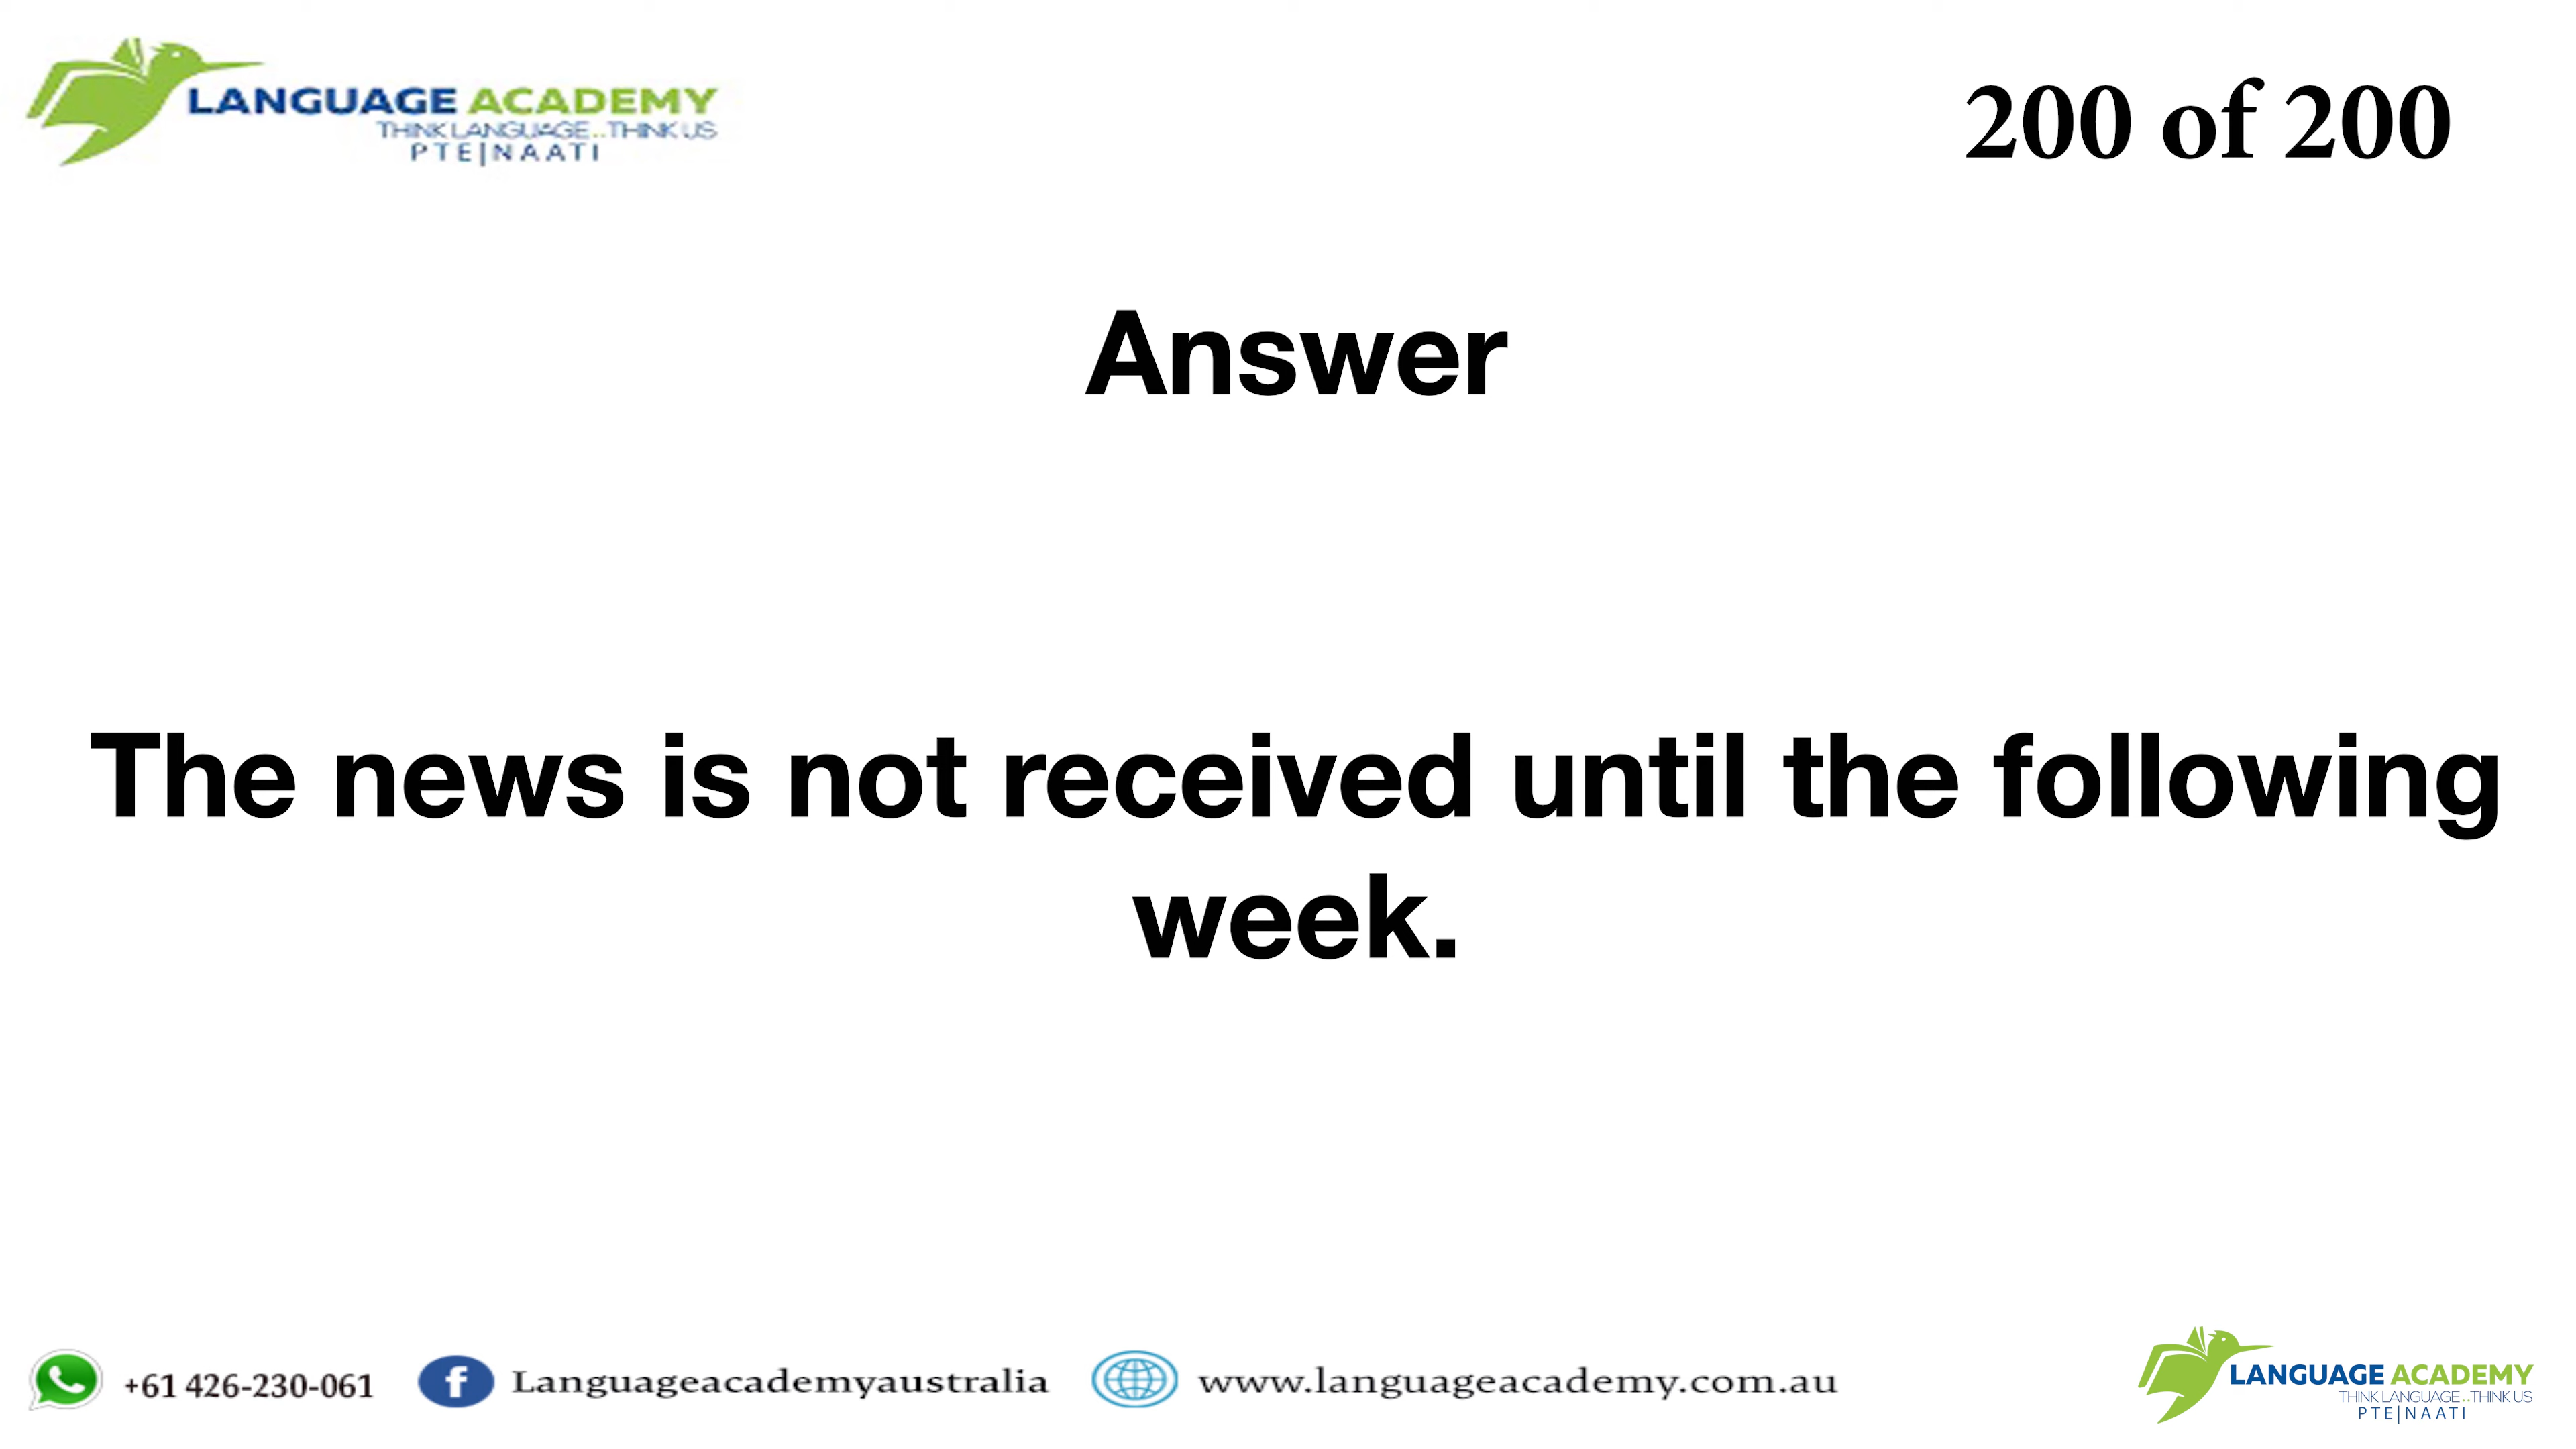 LANGUAGE ACADEMY
THINK LANGUAGE..THINK US
PTE|NAATI
200 of 200
Answer
The news is not received until the following
week.
+61 426-230-061
Languageacademyaustralia
www.languageacademy.com.au
LANGUAGE ACADEMY
THINK LANGUAGE..THINK US
PTE|NAATI